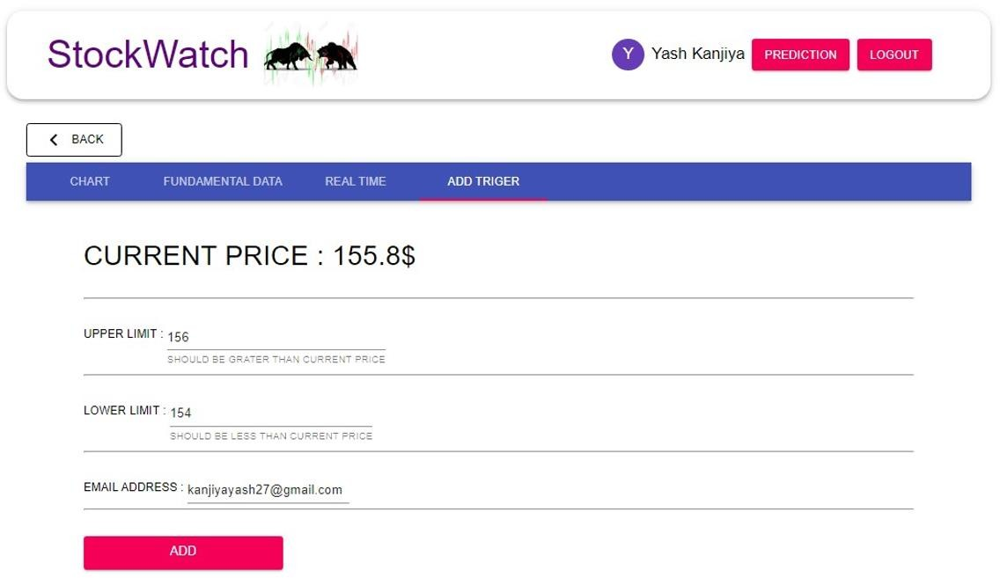 StockWatch
Y Yash Kanjiya PREDICTION LOGOUT
BACK
CHART FUNDAMENTAL DATA REAL TIME ADD TRIGER
CURRENT PRICE : 155.8$
UPPER LIMIT : 156
SHOULD BE GRATER THAN CURRENT PRICE
LOWER LIMIT : 154
SHOULD BE LESS THAN CURRENT PRICE
EMAIL ADDRESS : kanjiyayash27@gmail.com
ADD